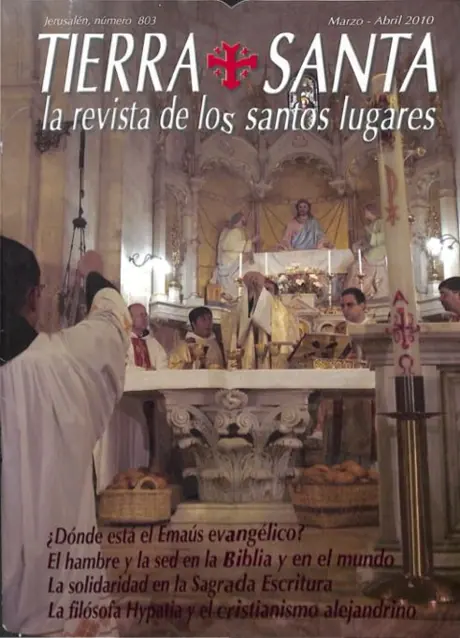 Jerusalén, número 803
Marzo - Abril 2010
TIERRA SANTA
la revista de los santos lugares
¿Dónde está el Emaús evangélico?
El hambre y la sed en la Biblia y en el mundo
La solidaridad en la Sagrada Escritura
La filósofa Hypatia y el cristianismo alejandrino